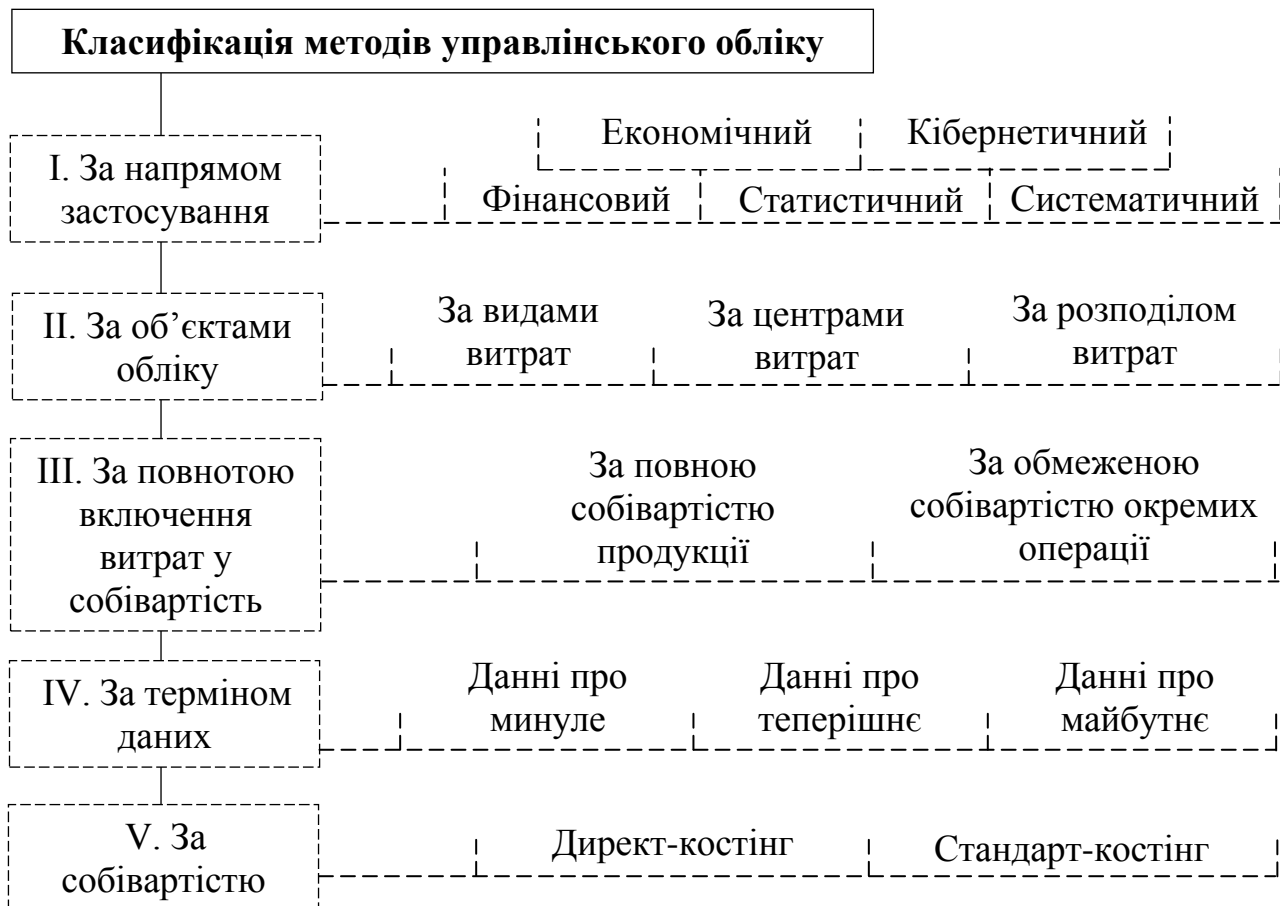 Класифікація методів управлінського обліку
I. За напрямом
застосування
Економічний Кібернетичний
Фінансовий Статистичний Систематичний
II. За об’єктами
обліку
За видами
витрат
За центрами
витрат
За розподілом
витрат
III. За повнотою
включення
витрат у
собівартість
За повною
собівартістю
продукції
За обмеженою
собівартістю окремих
операції
IV. За терміном
даних
Данні про
минуле
Данні про
теперішнє
Данні про
майбутнє
V. За
собівартістю
Директ-костінг
Стандарт-костінг